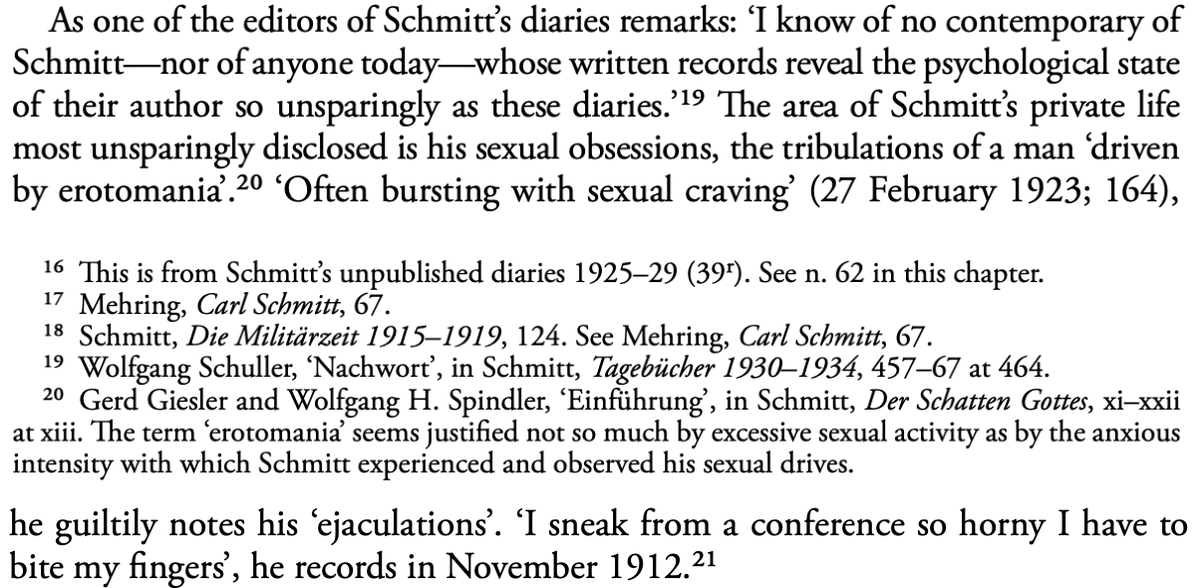 As one of the editors of Schmitt’s diaries remarks: ‘I know of no contemporary of
Schmitt—nor of anyone today—whose written records reveal the psychological state
of their author so unsparingly as these diaries.’¹⁹ The area of Schmitt’s private life
most unsparingly disclosed is his sexual obsessions, the tribulations of a man ‘driven
by erotomania’.²⁰ ‘Often bursting with sexual craving’ (27 February 1923; 164),
¹⁶ This is from Schmitt’s unpublished diaries 1925–29 (39ʳ). See n. 62 in this chapter.
¹⁷ Mehring, Carl Schmitt, 67.
¹⁸ Schmitt, Die Militärzeit 1915–1919, 124. See Mehring, Carl Schmitt, 67.
¹⁹ Wolfgang Schuller, ‘Nachwort’, in Schmitt, Tagebücher 1930–1934, 457–67 at 464.
²⁰ Gerd Giesler and Wolfgang H. Spindler, ‘Einführung’, in Schmitt, Der Schatten Gottes, xi–xxii
at xiii. The term ‘erotomania’ seems justified not so much by excessive sexual activity as by the anxious
intensity with which Schmitt experienced and observed his sexual drives.
he guiltily notes his ‘ejaculations’. ‘I sneak from a conference so horny I have to
bite my fingers’, he records in November 1912.²¹